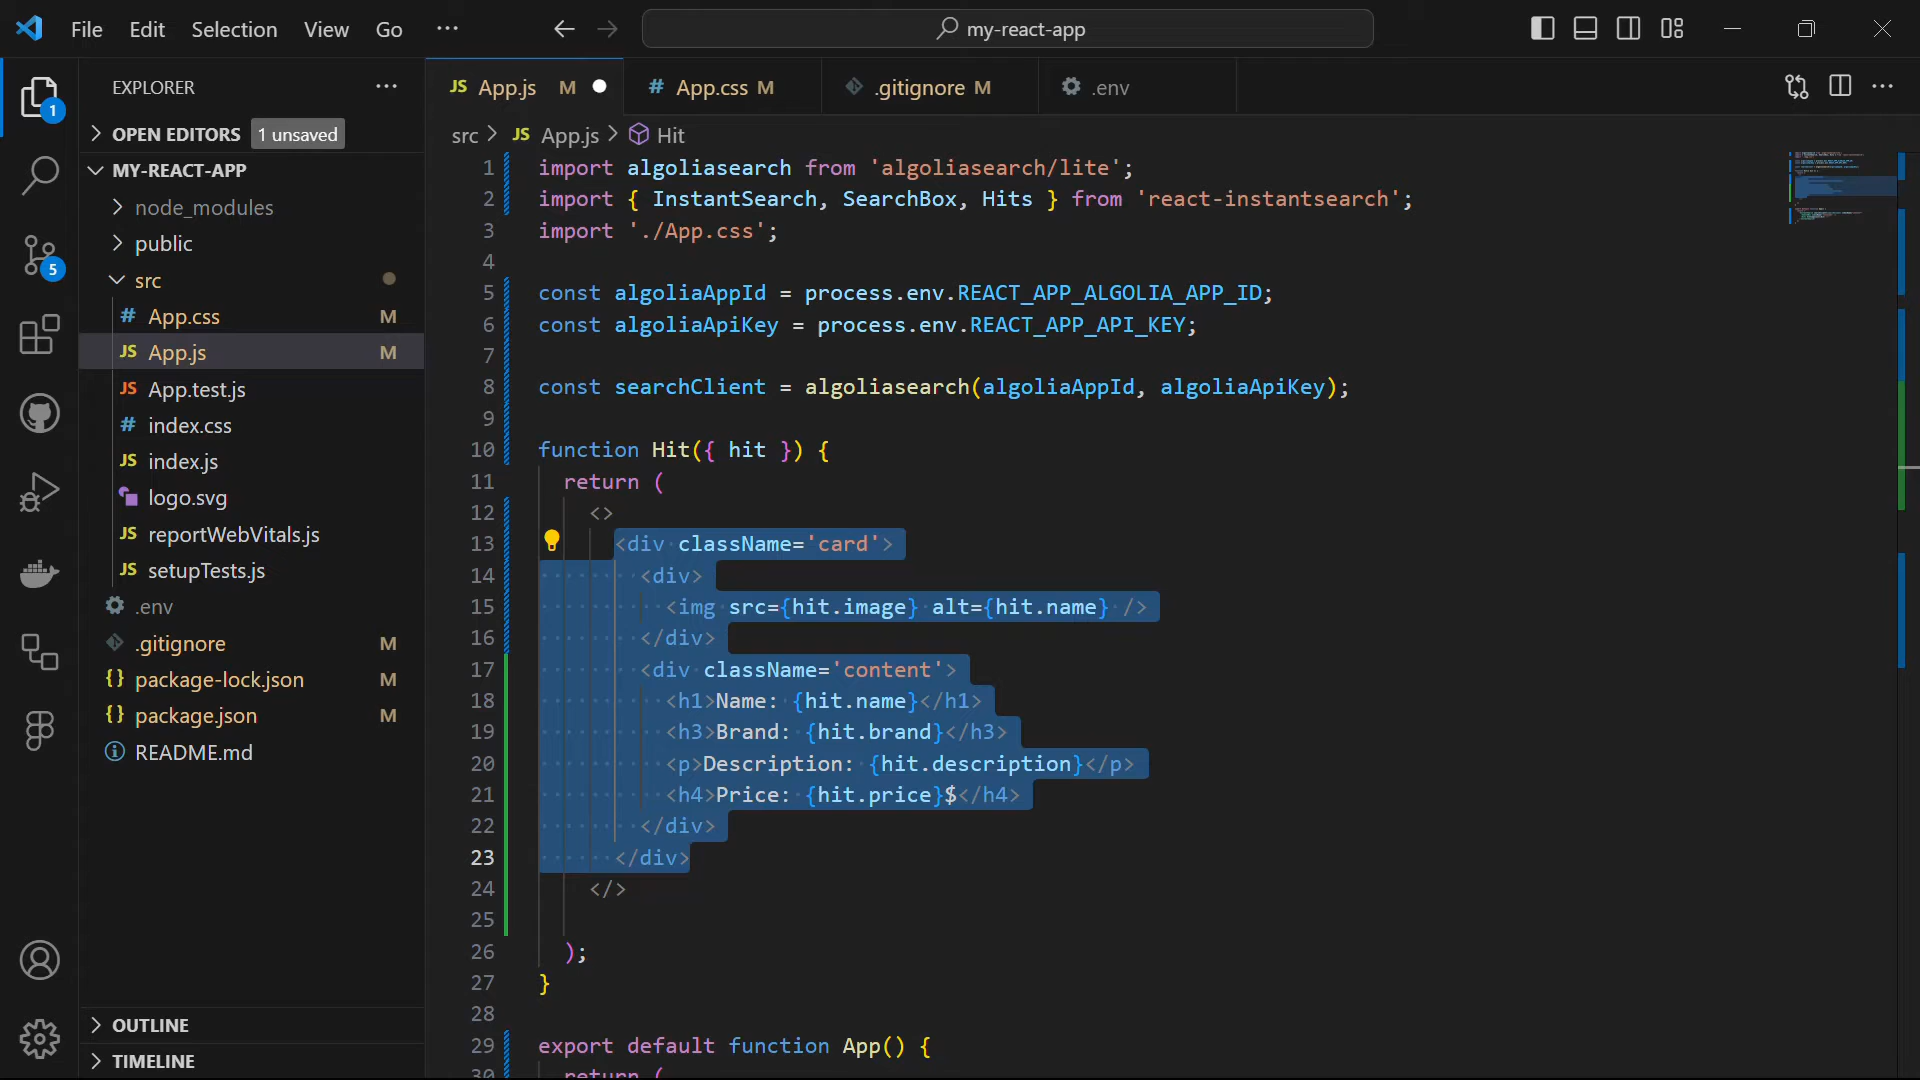 File Edit Selection View Go ··· my-react-app
EXPLORER ···
OPEN EDITORS 1 unsaved
MY-REACT-APP
node_modules
public
src
# App.css M
JS App.js M
JS App.test.js
# index.css
JS index.js
logo.svg
JS reportWebVitals.js
JS setupTests.js
.env
.gitignore M
{} package-lock.json M
{} package.json M
README.md
OUTLINE
TIMELINE
1
5
JS App.js M
# App.css M
.gitignore M
.env
src > JS App.js > Hit
1 import algoliasearch from 'algoliasearch/lite';
2 import { InstantSearch, SearchBox, Hits } from 'react-instantsearch';
3 import './App.css';
4
5 const algoliaAppId = process.env.REACT_APP_ALGOLIA_APP_ID;
6 const algoliaApiKey = process.env.REACT_APP_API_KEY;
7
8 const searchClient = algoliasearch(algoliaAppId, algoliaApiKey);
9
10 function Hit({ hit }) {
11 return (
12 <>
13 <div className='card'>
14 <div>
15 <img src={hit.image} alt={hit.name} />
16 </div>
17 <div className='content'>
18 <h1>Name: {hit.name}</h1>
19 <h3>Brand: {hit.brand}</h3>
20 <p>Description: {hit.description}</p>
21 <h4>Price: {hit.price}$</h4>
22 </div>
23 </div>
24 </>
25
26 );
27 }
28
29 export default function App() {
30 return (